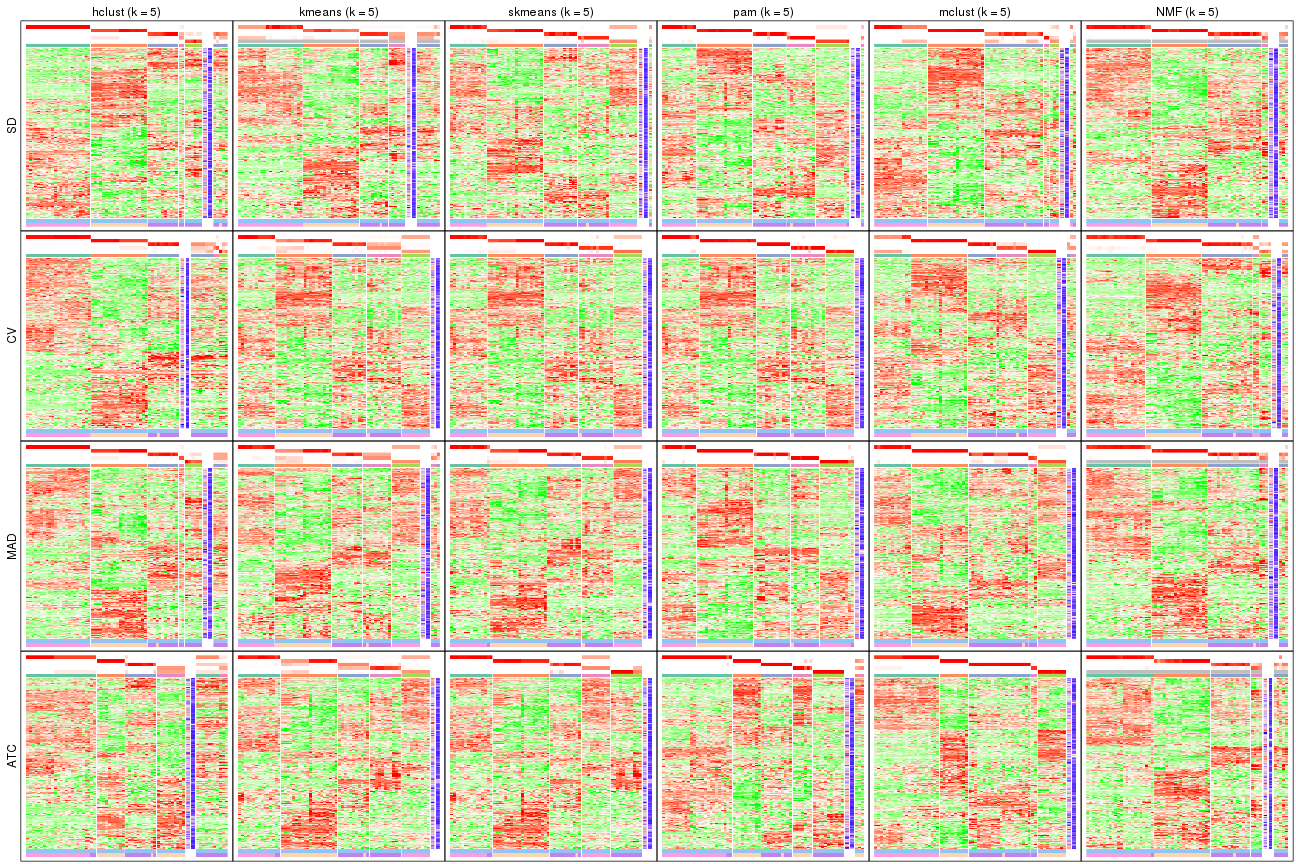 hclust (k = 5) kmeans (k = 5) skmeans (k = 5) pam (k = 5) mclust (k = 5) NMF (k = 5)
SD
CV
MAD
ATC